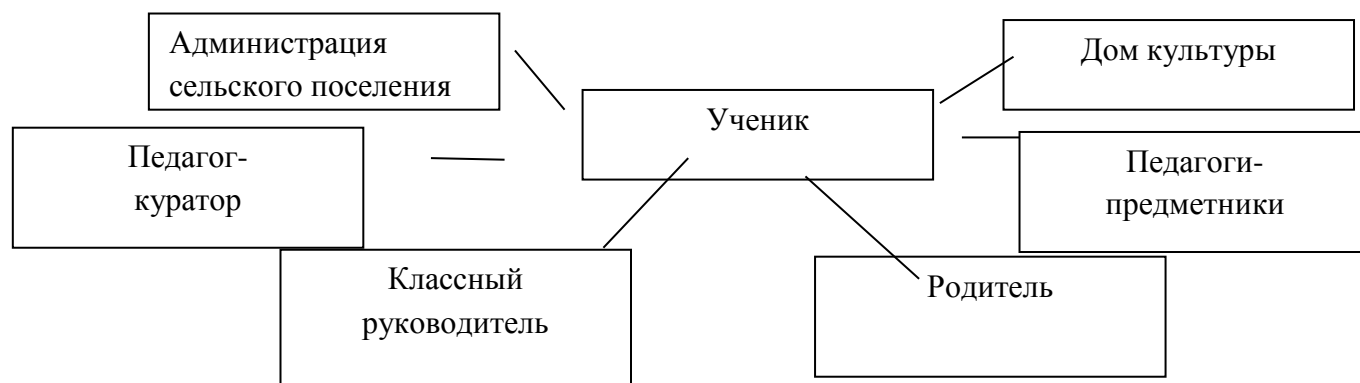 Администрация
сельского поселения
Дом культуры
Ученик
Педагог-
куратор
Педагоги-
предметники
Классный
руководитель
Родитель